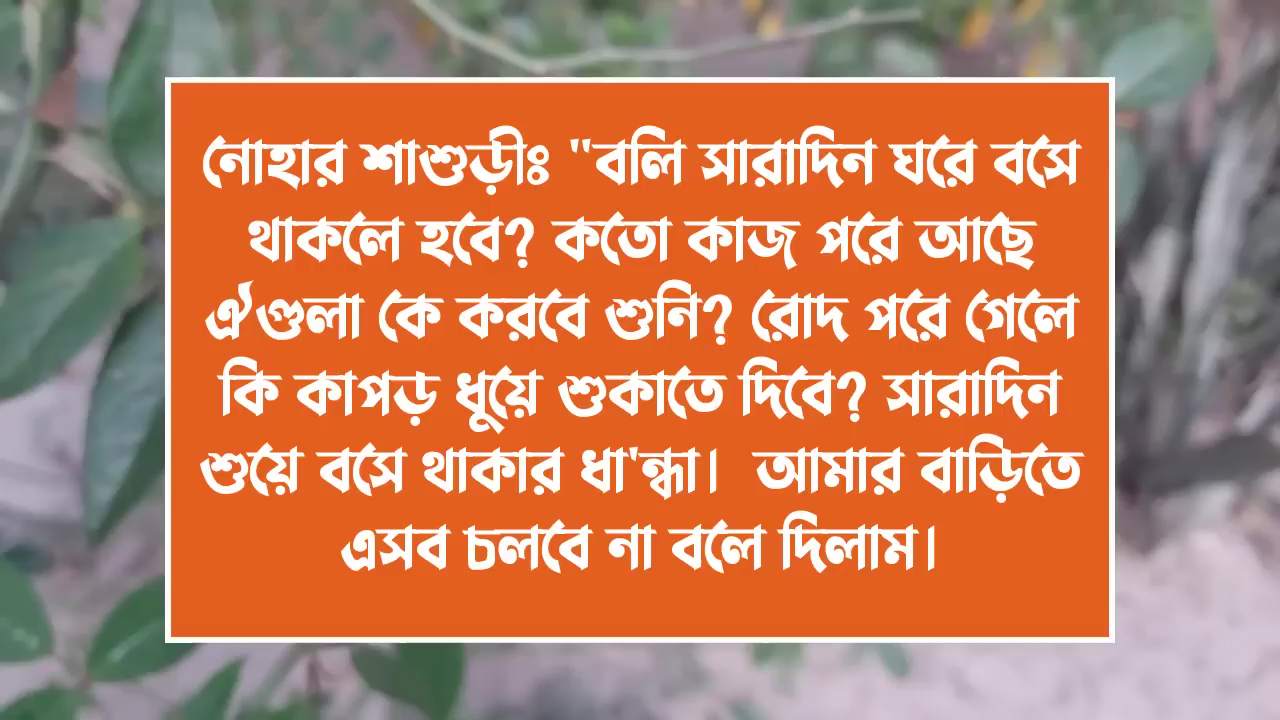 নোহার শাশুড়ীঃ "বলি সারাদিন ঘরে বসে
থাকলে হবে? কতো কাজ পরে আছে
ঐগুলা কে করবে শুনি? রোদ পরে গেলে
কি কাপড় ধুয়ে শুকাতে দিবে? সারাদিন
শুয়ে বসে থাকার ধা'ন্ধা।  আমার বাড়িতে
এসব চলবে না বলে দিলাম।